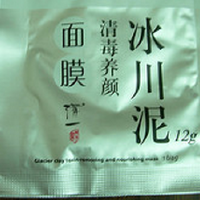 冰川泥
清毒养颜
面膜
12g
Glacier clay toxin removing and nourishing mask